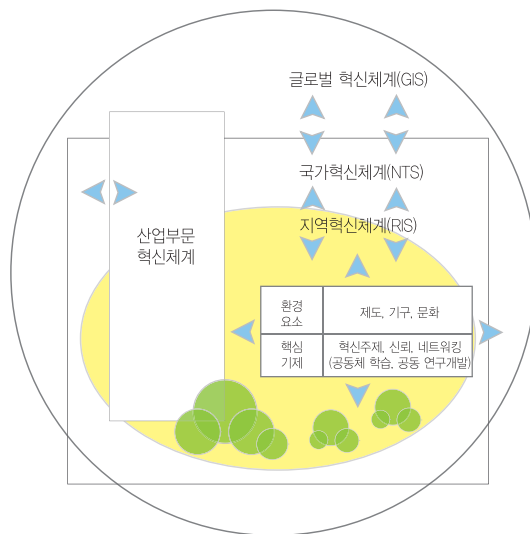 글로벌 혁신체계(GIS)
국가혁신체계(NTS)
지역혁신체계(RIS)
산업부문
혁신체계
환경
요소
제도, 기구, 문화
핵심
기제
혁신주제, 신뢰, 네트워킹
(공동체 학습, 공동 연구개발)